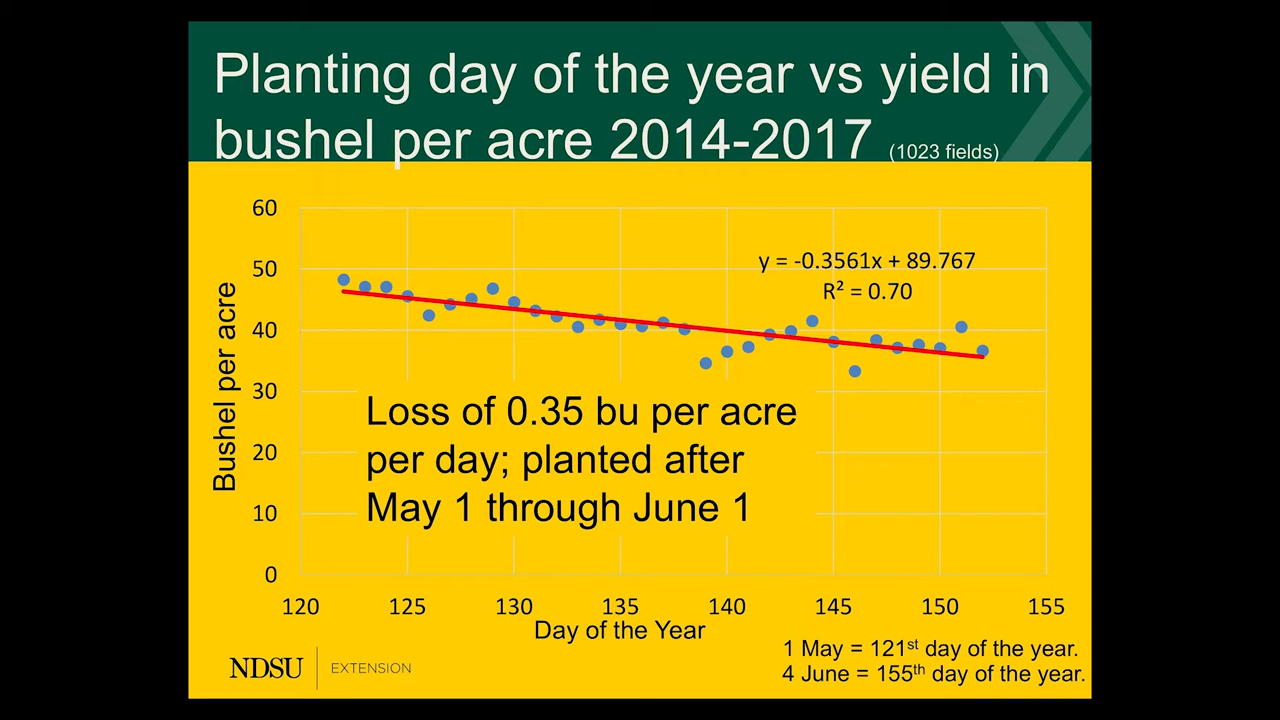 Planting day of the year vs yield in
bushel per acre 2014-2017 (1023 fields)
60
50
40
30
20
10
0
Bushel per acre
y = -0.3561x + 89.767
R² = 0.70
Loss of 0.35 bu per acre
per day; planted after
May 1 through June 1
120 125 130 135 140 145 150 155
Day of the Year
1 May = 121st day of the year.
4 June = 155th day of the year.
NDSU EXTENSION